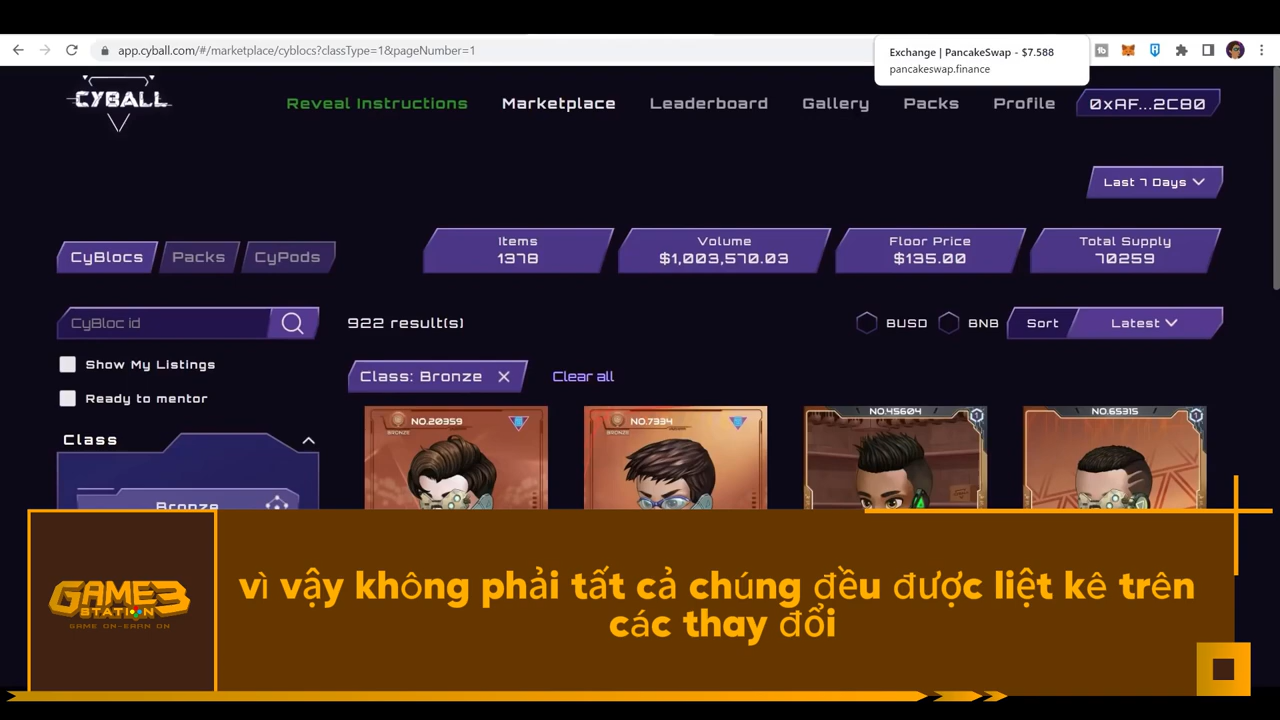 app.cyball.com/#/marketplace/cyblocs?classType=1&pageNumber=1
Exchange | PancakeSwap - $7.588
pancakeswap.finance
CYBALL
Reveal Instructions
Marketplace
Leaderboard
Gallery
Packs
Profile
0xAF...2C80
Last 7 Days
CyBlocs
Packs
CyPods
Items
1378
Volume
$1,003,570.03
Floor Price
$135.00
Total Supply
70259
CyBloc id
922 result(s)
BUSD
BNB
Sort
Latest
Show My Listings
Ready to mentor
Class: Bronze
Clear all
Class
Bronze
NO.20359
BRONZE
NO.7334
BRONZE
NO.45604
NO.65315
GAME3
STATION
GAME ON-EARN ON
vì vậy không phải tất cả chúng đều được liệt kê trên
các thay đổi